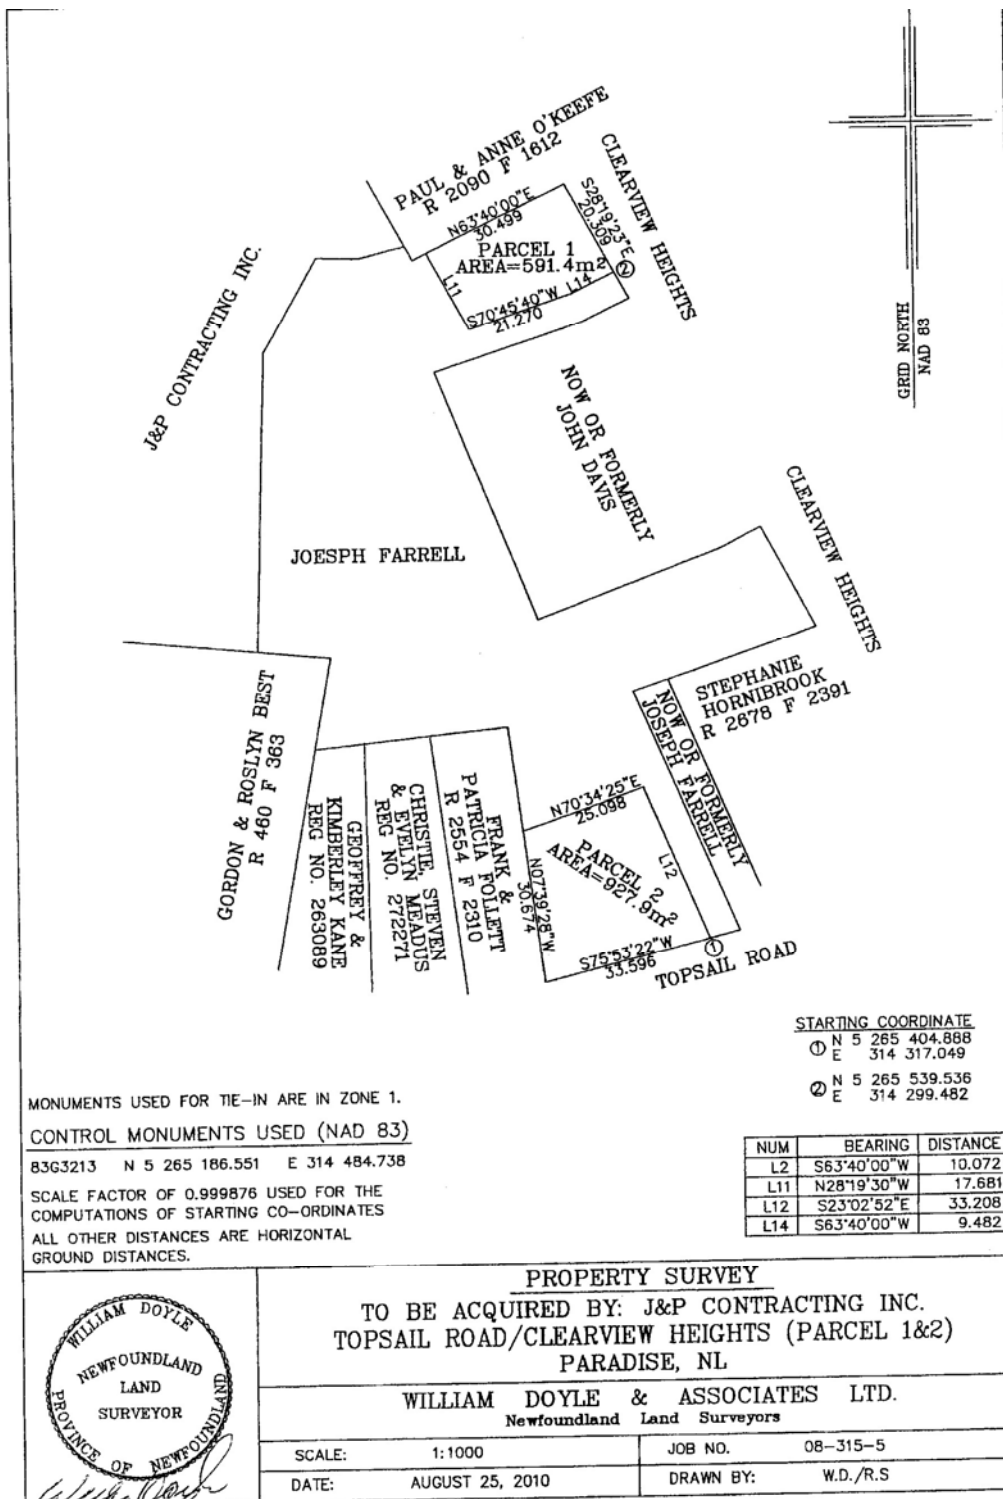 PAUL & ANNE O'KEEFE
R 2090 F 1612
CLEARVIEW HEIGHTS
N63°40'00"E
30.499
S28°19'23"E
20.309
PARCEL 1
AREA=591.4m²
②
L11
S70°45'40"W
21.270
L14
J&P CONTRACTING INC.
GRID NORTH
NAD 83
NOW OR FORMERLY
JOHN DAVIS
CLEARVIEW HEIGHTS
JOESPH FARRELL
STEPHANIE
HORNIBROOK
R 2678 F 2391
NOW OR FORMERLY
JOSEPH FARRELL
GORDON & ROSLYN BEST
R 460 F 363
GEOFFREY &
KIMBERLEY KANE
REG NO. 263089
CHRISTIE, STEVEN
& EVELYN MEADUS
REG NO. 272271
FRANK &
PATRICIA FOLLETT
R 2554 F 2310
N70°34'25"E
25.098
N07°39'28"W
30.674
PARCEL 2
AREA=927.9m²
L12
S75°53'22"W
33.596
①
TOPSAIL ROAD
STARTING COORDINATE
① N 5 265 404.888
E 314 317.049
② N 5 265 539.536
E 314 299.482
MONUMENTS USED FOR TIE-IN ARE IN ZONE 1.
CONTROL MONUMENTS USED (NAD 83)
83G3213 N 5 265 186.551 E 314 484.738
SCALE FACTOR OF 0.999876 USED FOR THE
COMPUTATIONS OF STARTING CO-ORDINATES
ALL OTHER DISTANCES ARE HORIZONTAL
GROUND DISTANCES.
NUM BEARING DISTANCE
L2 S63°40'00"W 10.072
L11 N28°19'30"W 17.681
L12 S23°02'52"E 33.208
L14 S63°40'00"W 9.482
WILLIAM DOYLE
NEWFOUNDLAND
LAND
SURVEYOR
PROVINCE OF NEWFOUNDLAND
PROPERTY SURVEY
TO BE ACQUIRED BY: J&P CONTRACTING INC.
TOPSAIL ROAD/CLEARVIEW HEIGHTS (PARCEL 1&2)
PARADISE, NL
WILLIAM DOYLE & ASSOCIATES LTD.
Newfoundland Land Surveyors
SCALE: 1:1000 JOB NO. 08-315-5
DATE: AUGUST 25, 2010 DRAWN BY: W.D./R.S